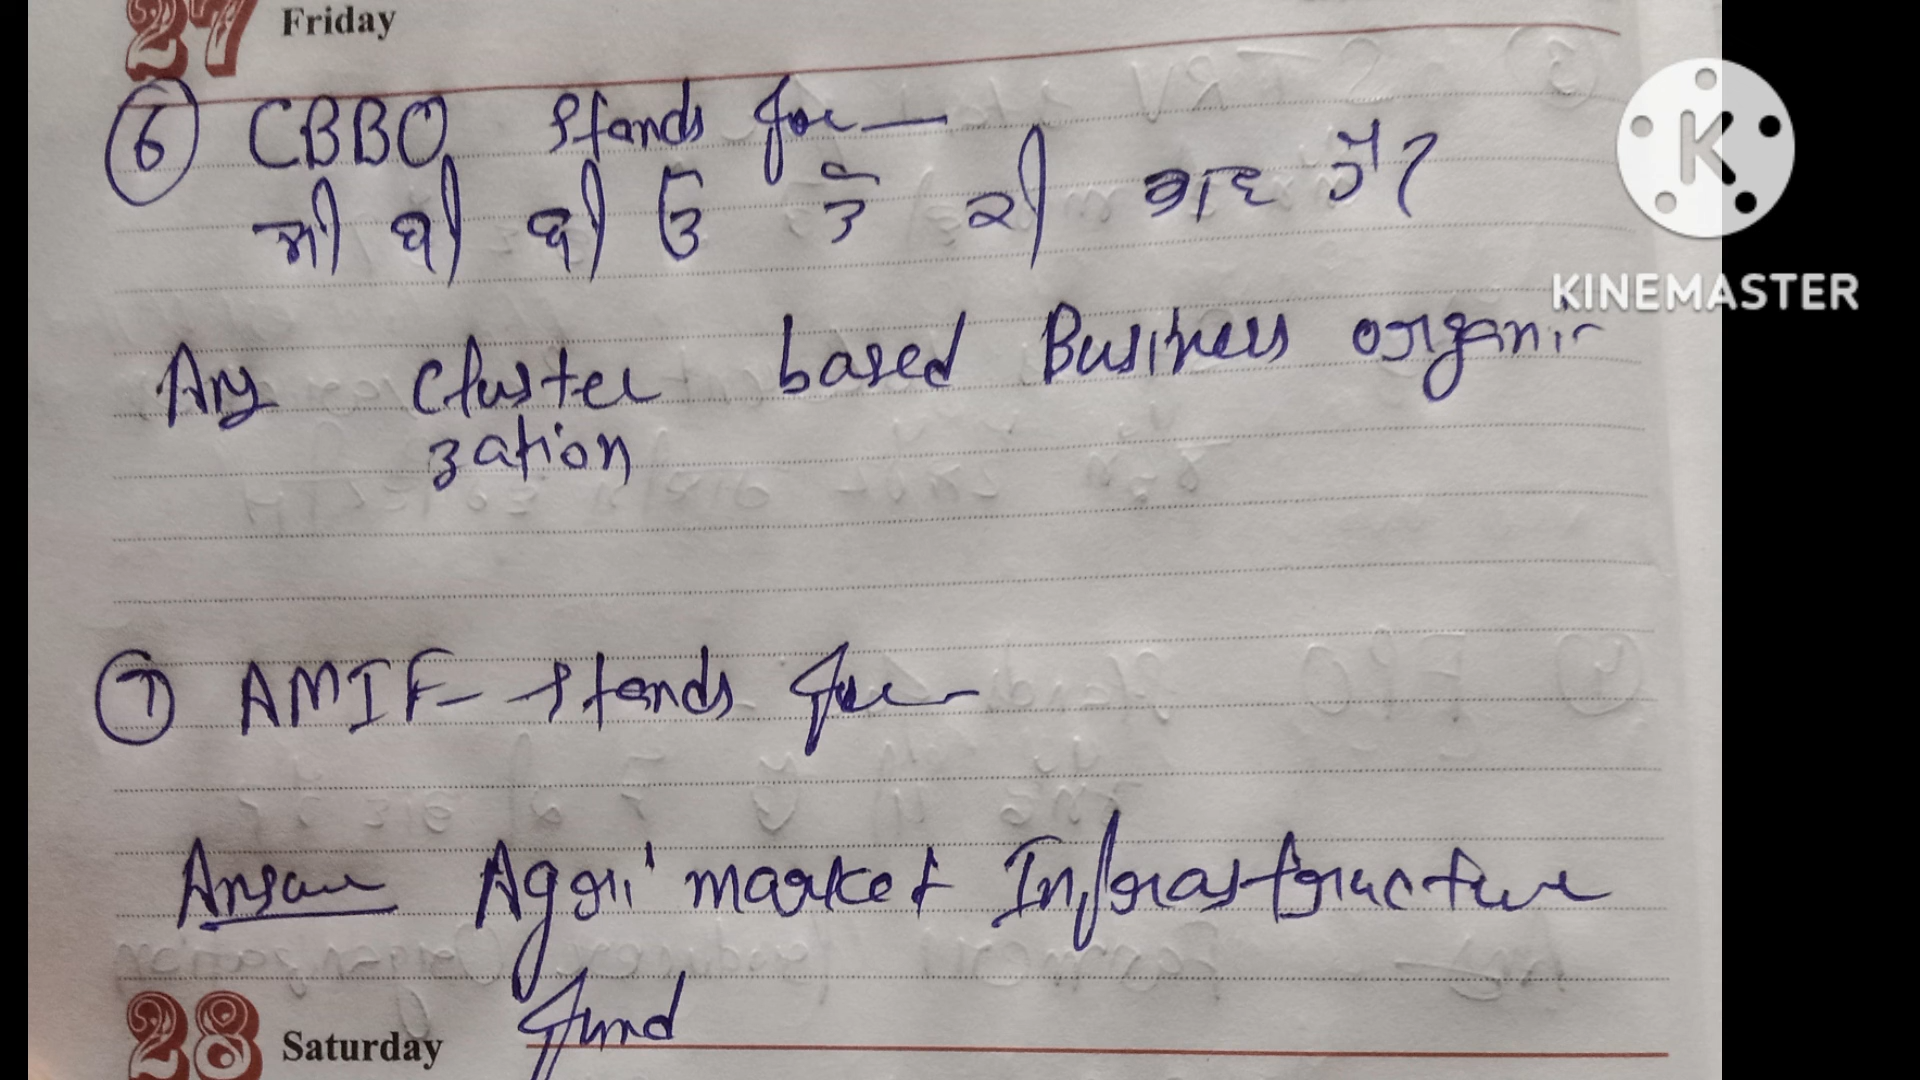 27 Friday
6 CBBO stands for—
ਸੀ ਬੀ ਬੀ ਓ ਤੋਂ ਕੀ ਭਾਵ ਹੈ?
Ans Cluster based Business organi-
zation
7 AMIF- stands for-
Answer Aggri market Infrastructure
fund
28 Saturday
KINEMASTER